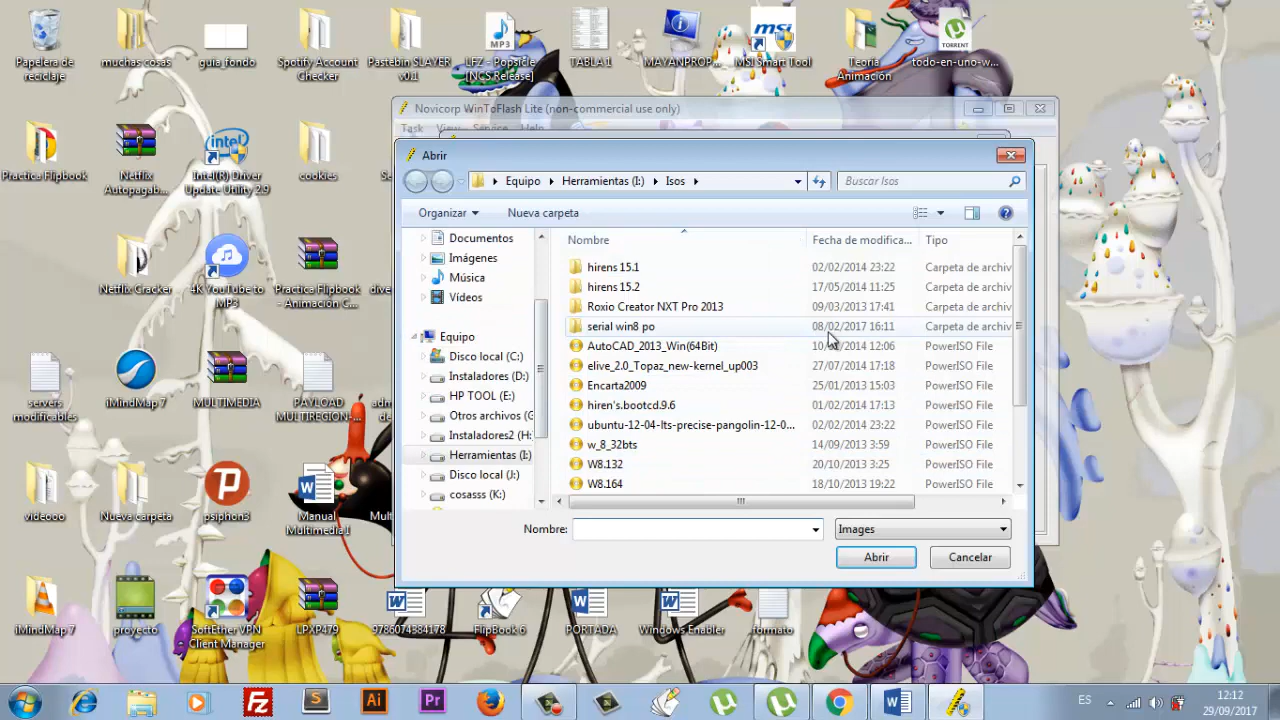 Papelera de
reciclaje
muchas cosas
guia fondo
Spotify Account
Checker
Pastebin SLAYER
v0.1
LFZ - Popsicle
[NCS Release]
TABLA 1
MAYANPROP...
MSI Smart Tool
Teoria
Animación
todo-en-uno-w...
Novicorp WinToFlash Lite (non-commercial use only)
Task View Service Help
Abrir
Equipo
Herramientas (I:)
Isos
Buscar Isos
Organizar
Nueva carpeta
Nombre
Fecha de modifica...
Tipo
Documentos
Imágenes
Música
Vídeos
Equipo
Disco local (C:)
Instaladores (D:)
HP TOOL (E:)
Otros archivos (G
Instaladores2 (H:
Herramientas (I:)
Disco local (J:)
cosasss (K:)
hirens 15.1 02/02/2014 23:22 Carpeta de archiv
hirens 15.2 17/05/2014 11:25 Carpeta de archiv
Roxio Creator NXT Pro 2013 09/03/2013 17:41 Carpeta de archiv
serial win8 po 08/02/2017 16:11 Carpeta de archiv
AutoCAD_2013_Win(64Bit) 2014 12:06 PowerISO File
elive_2.0_Topaz_new-kernel_up003 27/07/2014 17:18 PowerISO File
Encarta2009 25/01/2013 15:03 PowerISO File
hiren's.bootcd.9.6 01/02/2014 17:13 PowerISO File
ubuntu-12-04-lts-precise-pangolin-12-0... 02/02/2014 23:22 PowerISO File
w_8_32bts 14/09/2013 3:59 PowerISO File
W8.132 20/10/2013 3:25 PowerISO File
W8.164 18/10/2013 19:22 PowerISO File
Nombre:
Images
Abrir
Cancelar
Practica Flipbook
Netflix
Autopagab...
Intel(R) Driver
Update Utility 2.9
cookies
Netflix Cracker
4K YouTube to
MP3
Practica Flipbook
- Animación C...
servers
modificables
iMindMap 7
MULTIMEDIA
PAYLOAD
MULTIREGION-...
videooo
Nueva carpeta
psiphon3
Manual
Multimedia1
iMindMap 7
proyecto
SoftEther VPN
Client Manager
LPXP479
9786074384178
FlipBook 6
PORTADA
Windows Enabler
formato
ES
12:12
29/09/2017